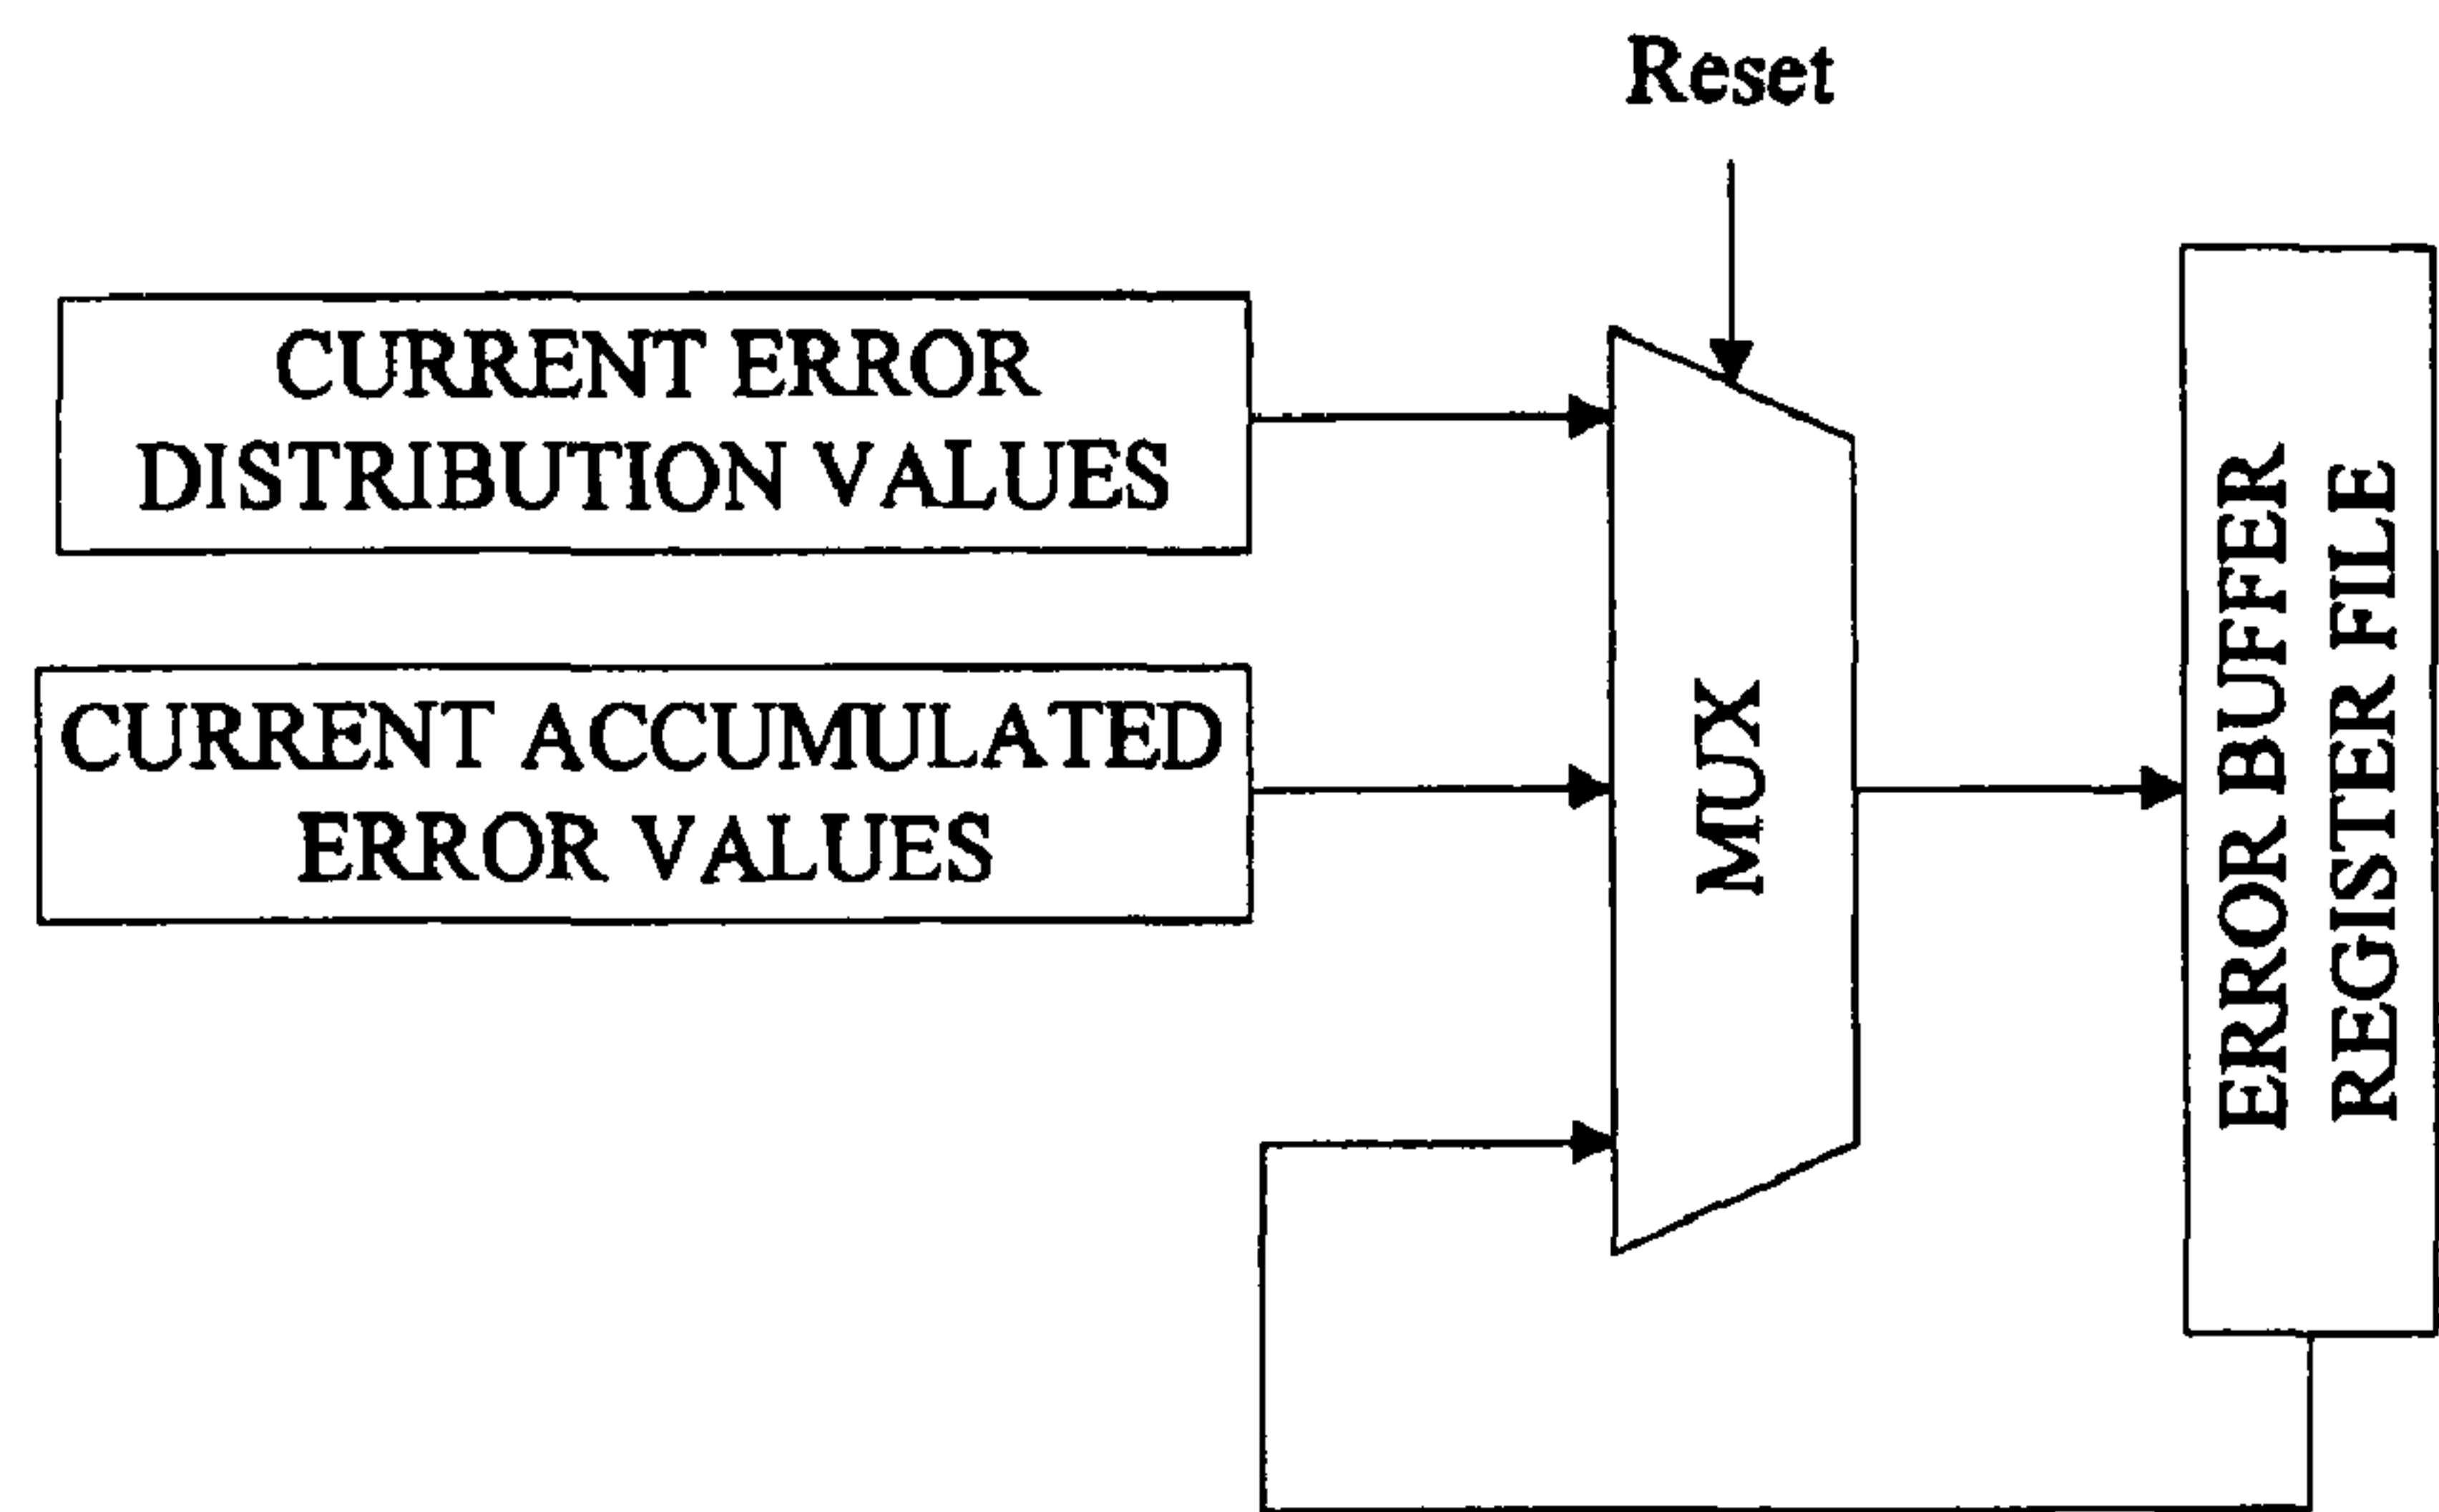 Reset
CURRENT ERROR
DISTRIBUTION VALUES
CURRENT ACCUMULATED
ERROR VALUES
MUX
ERROR BUFFER
REGISTER FILE